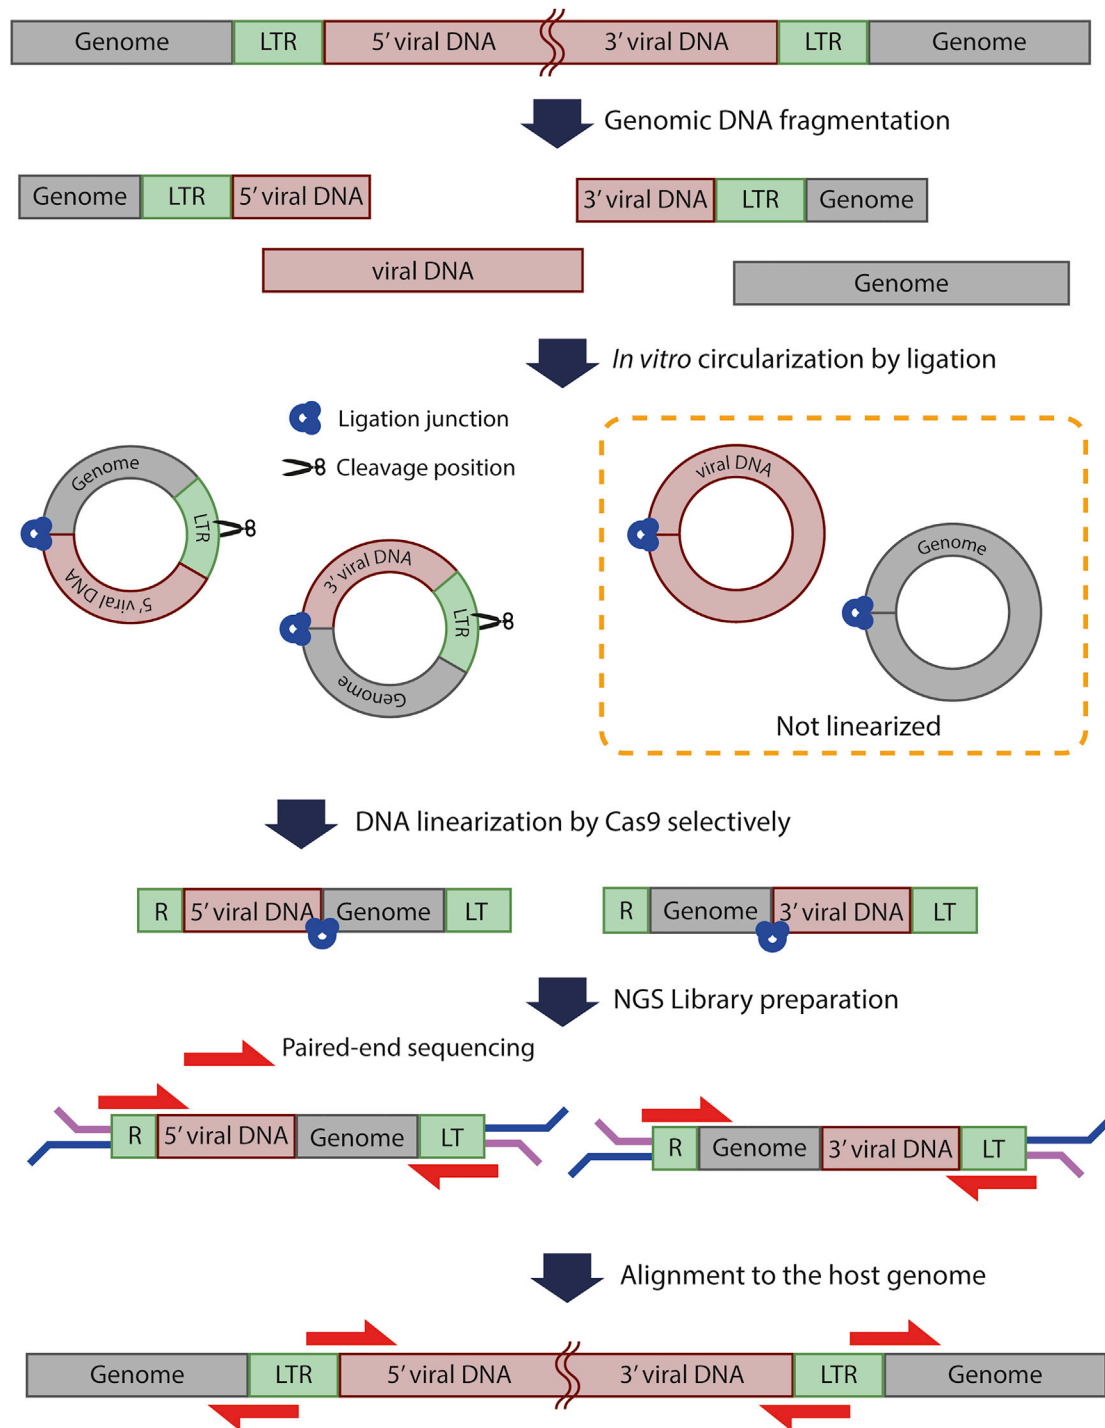 Genome LTR 5′ viral DNA 3′ viral DNA LTR Genome
Genomic DNA fragmentation
Genome LTR 5′ viral DNA
3′ viral DNA LTR Genome
viral DNA
Genome
In vitro circularization by ligation
Ligation junction
Cleavage position
Genome
LTR
5′ viral DNA
3′ viral DNA
LTR
Genome
viral DNA
Genome
Not linearized
DNA linearization by Cas9 selectively
R 5′ viral DNA Genome LT
R Genome 3′ viral DNA LT
NGS Library preparation
Paired-end sequencing
R 5′ viral DNA Genome LT
R Genome 3′ viral DNA LT
Alignment to the host genome
Genome LTR 5′ viral DNA 3′ viral DNA LTR Genome